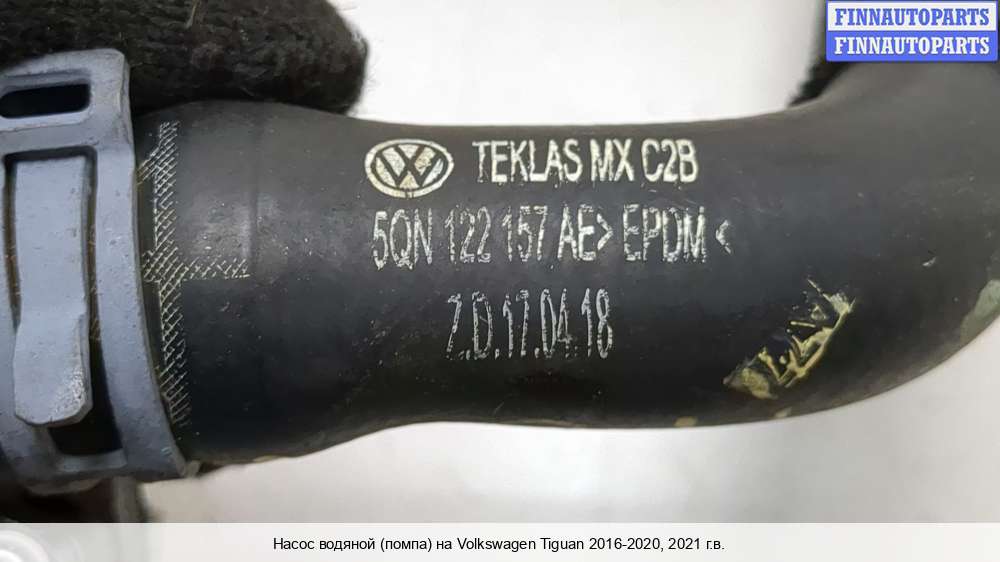 FINNAUTOPARTS
FINNAUTOPARTS
VW TEKLAS MX C2B
5QN 122 157 AE >EPDM<
Z.D.17.04.18
Насос водяной (помпа) на Volkswagen Tiguan 2016-2020, 2021 г.в.